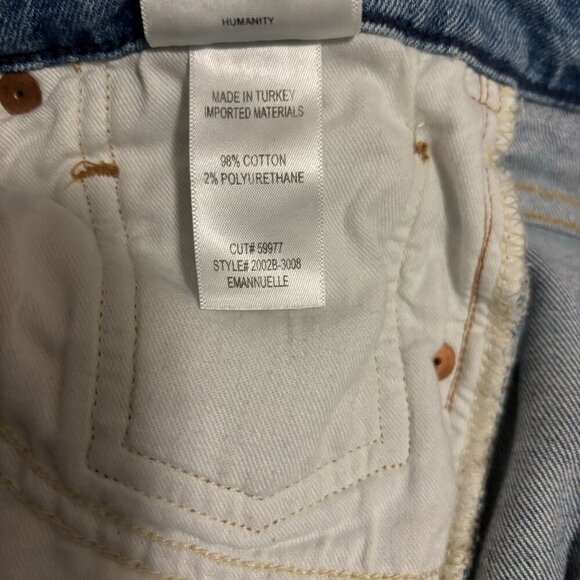 HUMANITY
MADE IN TURKEY
IMPORTED MATERIALS
98% COTTON
2% POLYURETHANE
CUT# 59977
STYLE# 2002B-3008
EMANNUELLE